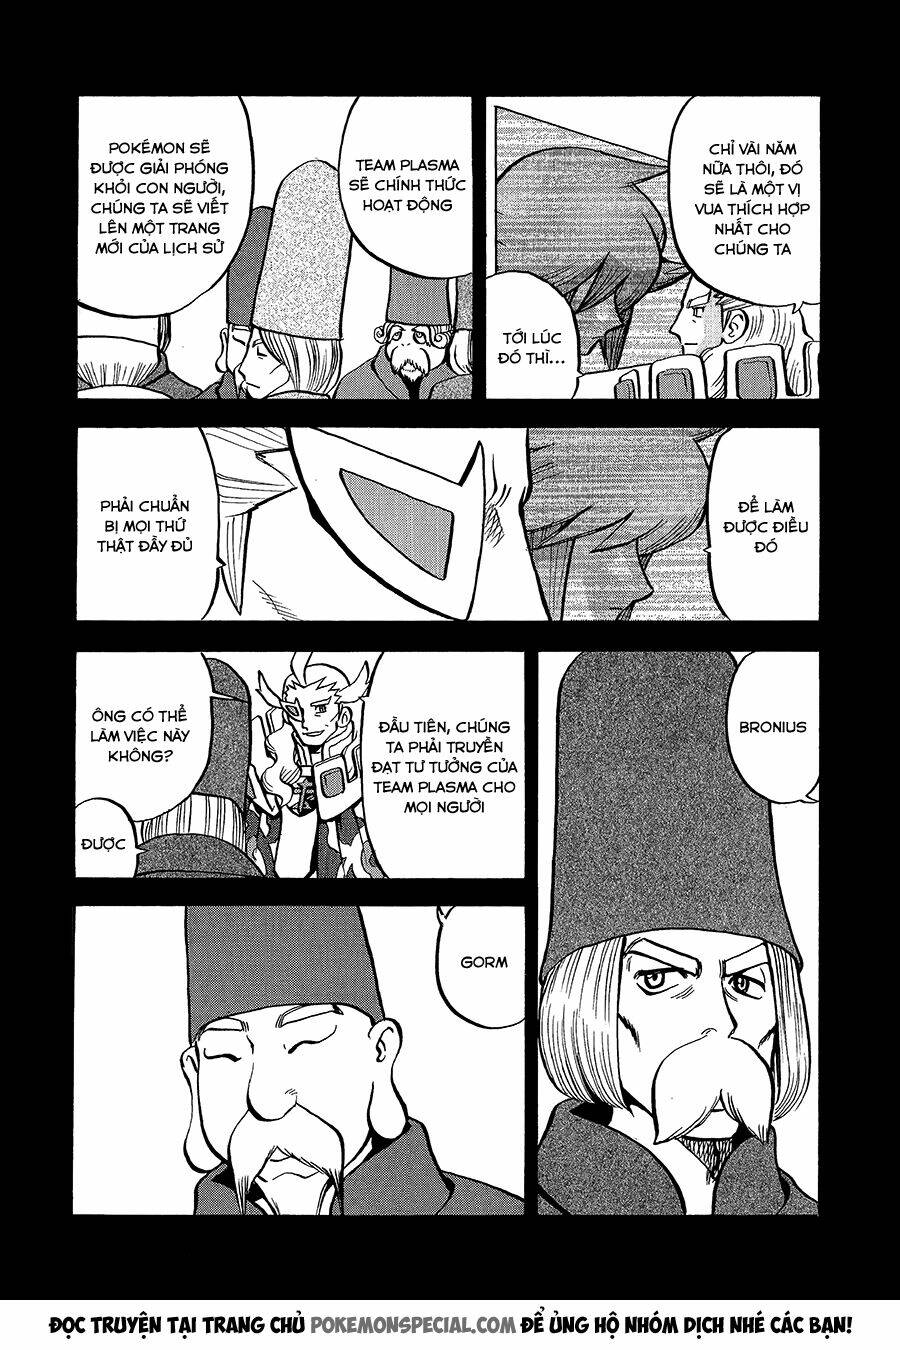 CHỈ VÀI NĂM
NỮA THÔI, ĐÓ
SẼ LÀ MỘT VỊ
VUA THÍCH HỢP
NHẤT CHO
CHÚNG TA
TỚI LÚC
ĐÓ THÌ...
TEAM PLASMA
SẼ CHÍNH THỨC
HOẠT ĐỘNG
POKÉMON SẼ
ĐƯỢC GIẢI PHÓNG
KHỎI CON NGƯỜI,
CHÚNG TA SẼ VIẾT
LÊN MỘT TRANG
MỚI CỦA LỊCH SỬ
ĐỂ LÀM
ĐƯỢC ĐIỀU
ĐÓ
PHẢI CHUẨN
BỊ MỌI THỨ
THẬT ĐẦY ĐỦ
BRONIUS
ĐẦU TIÊN, CHÚNG
TA PHẢI TRUYỀN
ĐẠT TƯ TƯỞNG CỦA
TEAM PLASMA CHO
MỌI NGƯỜI
ÔNG CÓ THỂ
LÀM VIỆC NÀY
KHÔNG?
ĐƯỢC
GORM
ĐỌC TRUYỆN TẠI TRANG CHỦ POKEMONSPECIAL.COM ĐỂ ỦNG HỘ NHÓM DỊCH NHÉ CÁC BẠN!